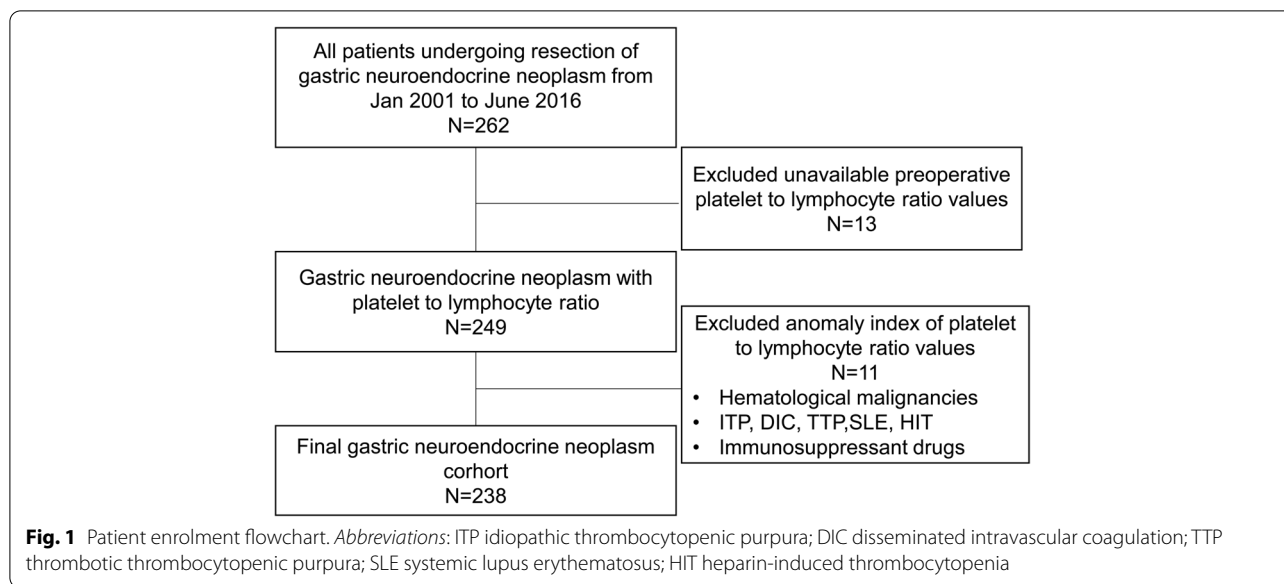 All patients undergoing resection of
gastric neuroendocrine neoplasm from
Jan 2001 to June 2016
N=262
Excluded unavailable preoperative
platelet to lymphocyte ratio values
N=13
Gastric neuroendocrine neoplasm with
platelet to lymphocyte ratio
N=249
Excluded anomaly index of platelet
to lymphocyte ratio values
N=11
• Hematological malignancies
• ITP, DIC, TTP,SLE, HIT
• Immunosuppressant drugs
Final gastric neuroendocrine neoplasm
corhort
N=238
Fig. 1 Patient enrolment flowchart. Abbreviations: ITP idiopathic thrombocytopenic purpura; DIC disseminated intravascular coagulation; TTP
thrombotic thrombocytopenic purpura; SLE systemic lupus erythematosus; HIT heparin-induced thrombocytopenia